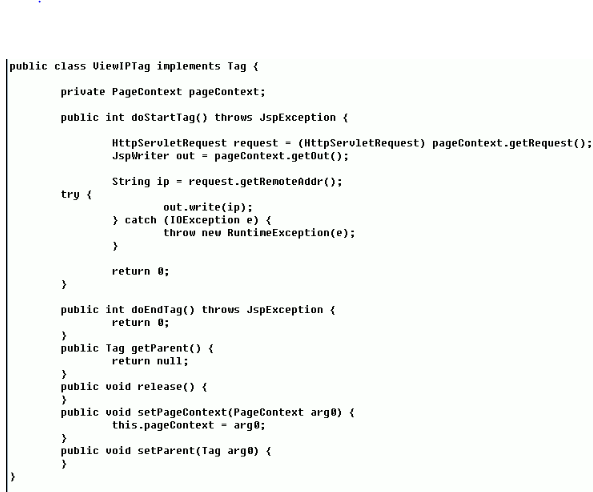 public class ViewIPTag implements Tag {
private PageContext pageContext;
public int doStartTag() throws JspException {
HttpServletRequest request = (HttpServletRequest) pageContext.getRequest();
JspWriter out = pageContext.getOut();
String ip = request.getRemoteAddr();
try {
out.write(ip);
} catch (IOException e) {
throw new RuntimeException(e);
}
return 0;
}
public int doEndTag() throws JspException {
return 0;
}
public Tag getParent() {
return null;
}
public void release() {
}
public void setPageContext(PageContext arg0) {
this.pageContext = arg0;
}
public void setParent(Tag arg0) {
}
}